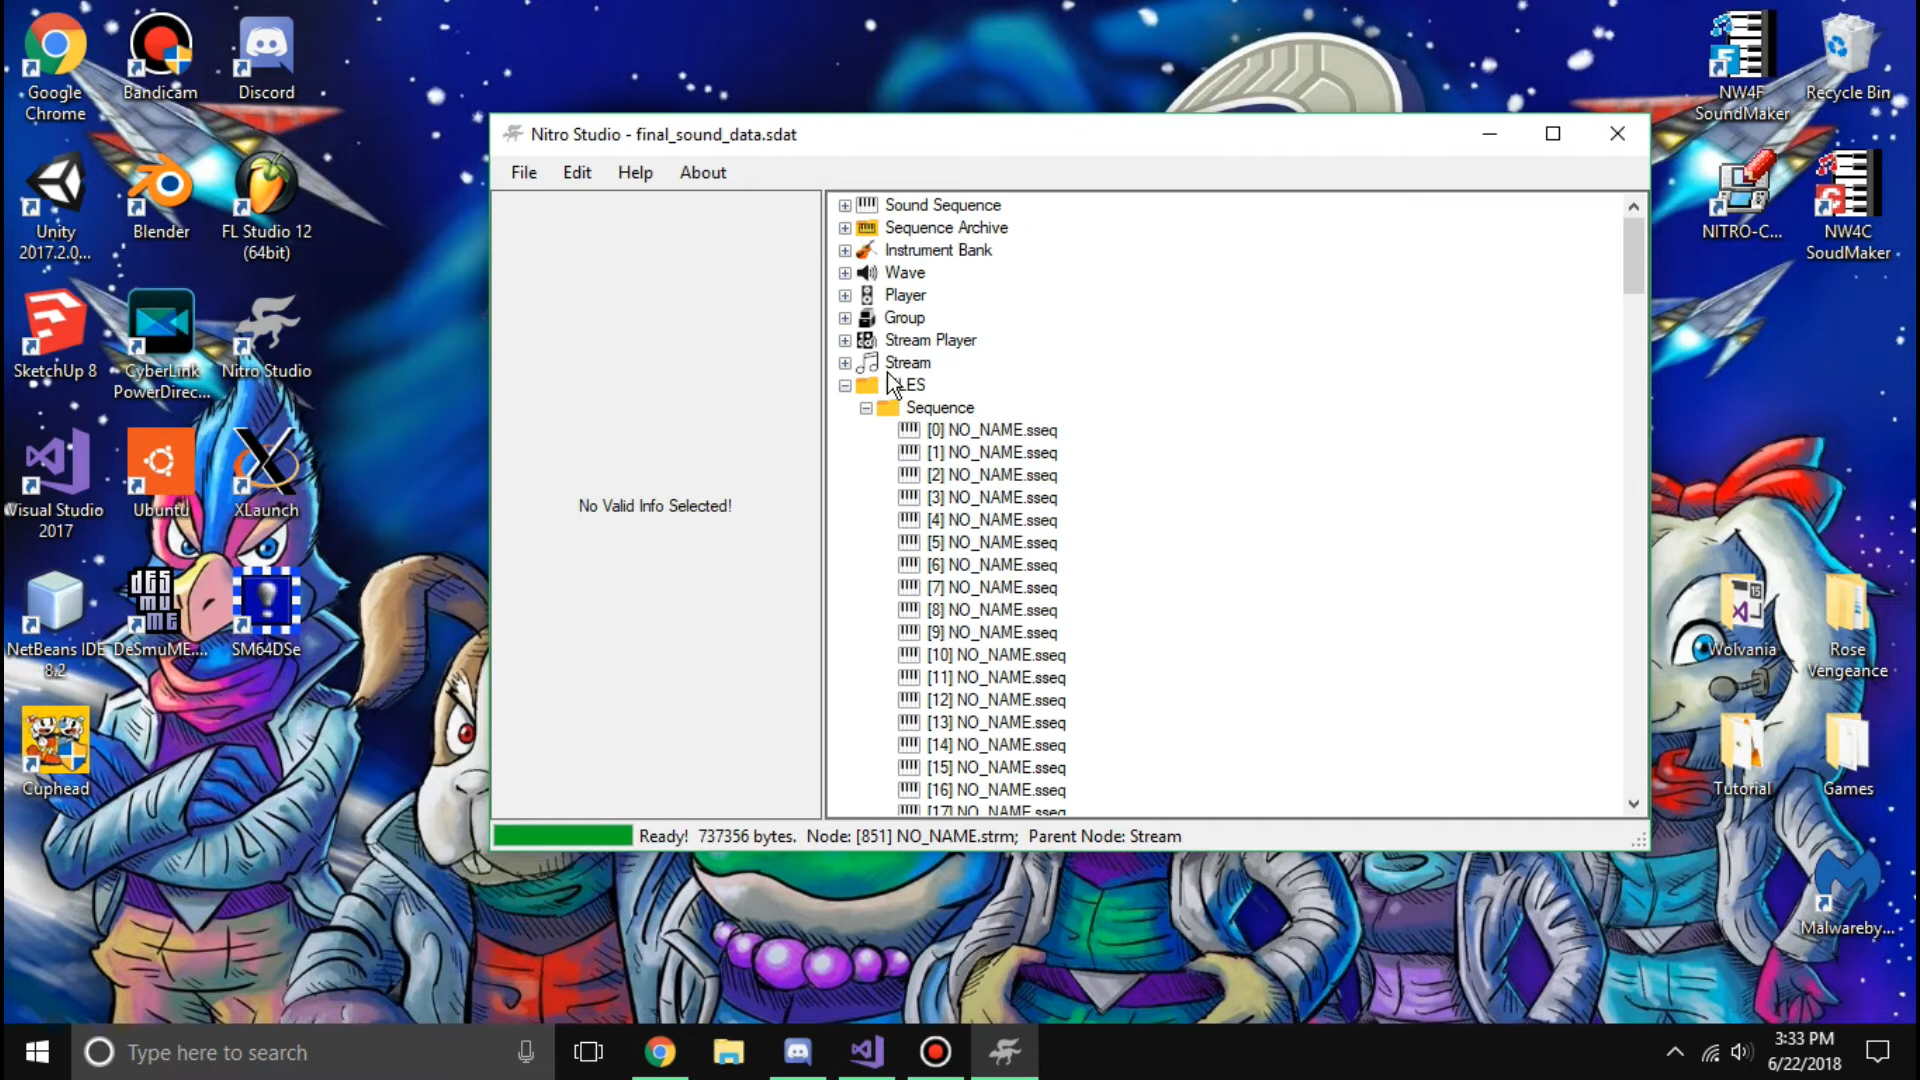 Google
Chrome
Bandicam
Discord
NW4F
SoundMaker
Recycle Bin
Unity
2017.2.0...
Blender
FL Studio 12
(64bit)
NITRO-C...
NW4C
SoudMaker
SketchUp 8
CyberLink
PowerDirec...
Nitro Studio
Visual Studio
2017
Ubuntu
XLaunch
NetBeans IDE
8.2
DeSmuME....
SM64DSe
Wolvania
Rose
Vengeance
Cuphead
Tutorial
Games
Malwareby...
Nitro Studio - final_sound_data.sdat
File Edit Help About
No Valid Info Selected!
Sound Sequence
Sequence Archive
Instrument Bank
Wave
Player
Group
Stream Player
Stream
Sequence
[0] NO_NAME.sseq
[1] NO_NAME.sseq
[2] NO_NAME.sseq
[3] NO_NAME.sseq
[4] NO_NAME.sseq
[5] NO_NAME.sseq
[6] NO_NAME.sseq
[7] NO_NAME.sseq
[8] NO_NAME.sseq
[9] NO_NAME.sseq
[10] NO_NAME.sseq
[11] NO_NAME.sseq
[12] NO_NAME.sseq
[13] NO_NAME.sseq
[14] NO_NAME.sseq
[15] NO_NAME.sseq
[16] NO_NAME.sseq
[17] NO_NAME.sseq
Ready! 737356 bytes. Node: [851] NO_NAME.strm; Parent Node: Stream
Type here to search
3:33 PM
6/22/2018